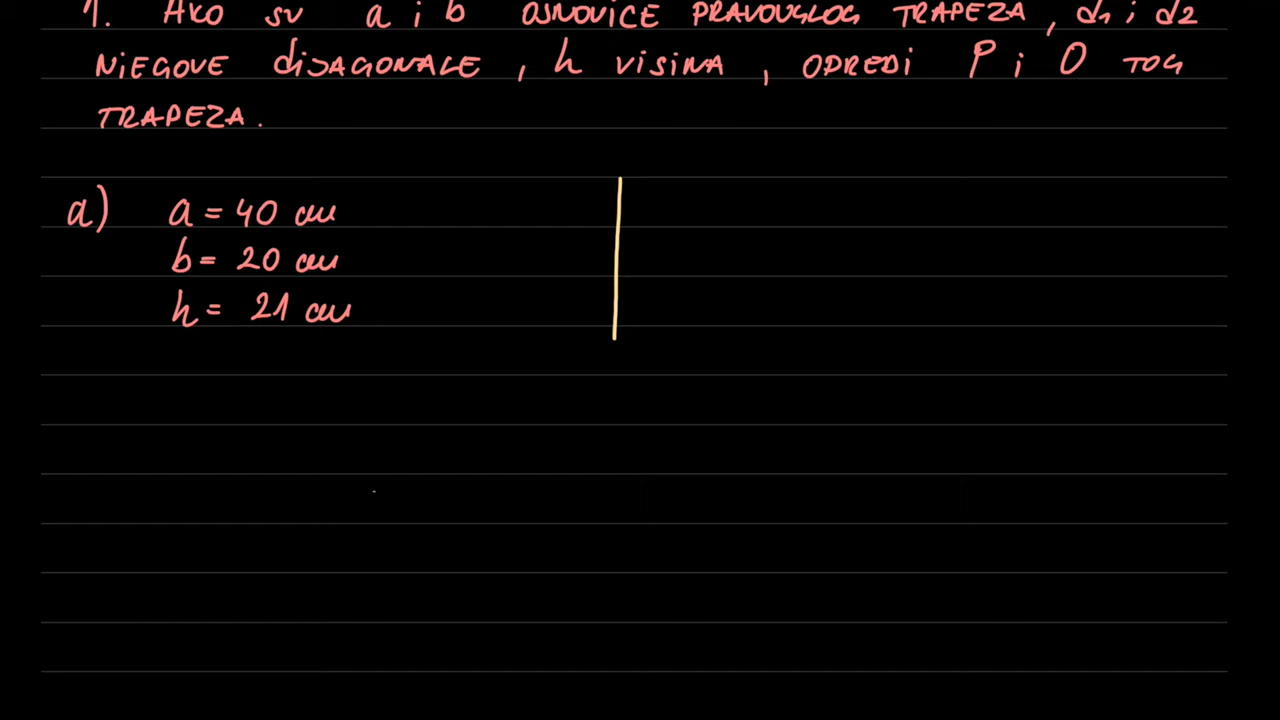 1. AKO SU a i b OSNOVICE PRAVOUGLOG TRAPEZA, d1 i d2
NJEGOVE DIJAGONALE, h VISINA, ODREDI P i O TOG
TRAPEZA.
a) a = 40 cm
b = 20 cm
h = 21 cm